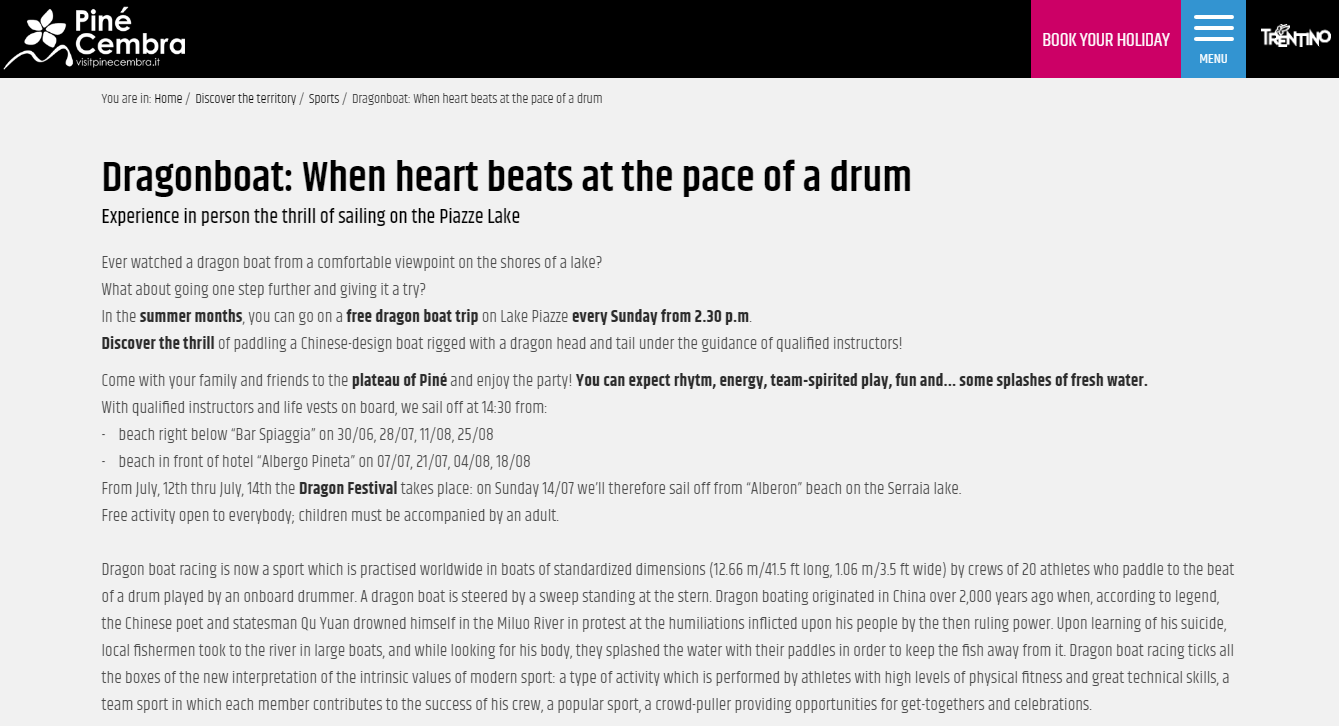 Piné
Cembra
visitpinecembra.it
BOOK YOUR HOLIDAY
MENU
TRENTINO
You are in: Home / Discover the territory / Sports / Dragonboat: When heart beats at the pace of a drum
Dragonboat: When heart beats at the pace of a drum
Experience in person the thrill of sailing on the Piazze Lake
Ever watched a dragon boat from a comfortable viewpoint on the shores of a lake?
What about going one step further and giving it a try?
In the summer months, you can go on a free dragon boat trip on Lake Piazze every Sunday from 2.30 p.m.
Discover the thrill of paddling a Chinese-design boat rigged with a dragon head and tail under the guidance of qualified instructors!
Come with your family and friends to the plateau of Piné and enjoy the party! You can expect rhytm, energy, team-spirited play, fun and... some splashes of fresh water.
With qualified instructors and life vests on board, we sail off at 14:30 from:
- beach right below “Bar Spiaggia” on 30/06, 28/07, 11/08, 25/08
- beach in front of hotel “Albergo Pineta” on 07/07, 21/07, 04/08, 18/08
From July, 12th thru July, 14th the Dragon Festival takes place: on Sunday 14/07 we’ll therefore sail off from “Alberon” beach on the Serraia lake.
Free activity open to everybody; children must be accompanied by an adult.
Dragon boat racing is now a sport which is practised worldwide in boats of standardized dimensions (12.66 m/41.5 ft long, 1.06 m/3.5 ft wide) by crews of 20 athletes who paddle to the beat
of a drum played by an onboard drummer. A dragon boat is steered by a sweep standing at the stern. Dragon boating originated in China over 2,000 years ago when, according to legend,
the Chinese poet and statesman Qu Yuan drowned himself in the Miluo River in protest at the humiliations inflicted upon his people by the then ruling power. Upon learning of his suicide,
local fishermen took to the river in large boats, and while looking for his body, they splashed the water with their paddles in order to keep the fish away from it. Dragon boat racing ticks all
the boxes of the new interpretation of the intrinsic values of modern sport: a type of activity which is performed by athletes with high levels of physical fitness and great technical skills, a
team sport in which each member contributes to the success of his crew, a popular sport, a crowd-puller providing opportunities for get-togethers and celebrations.